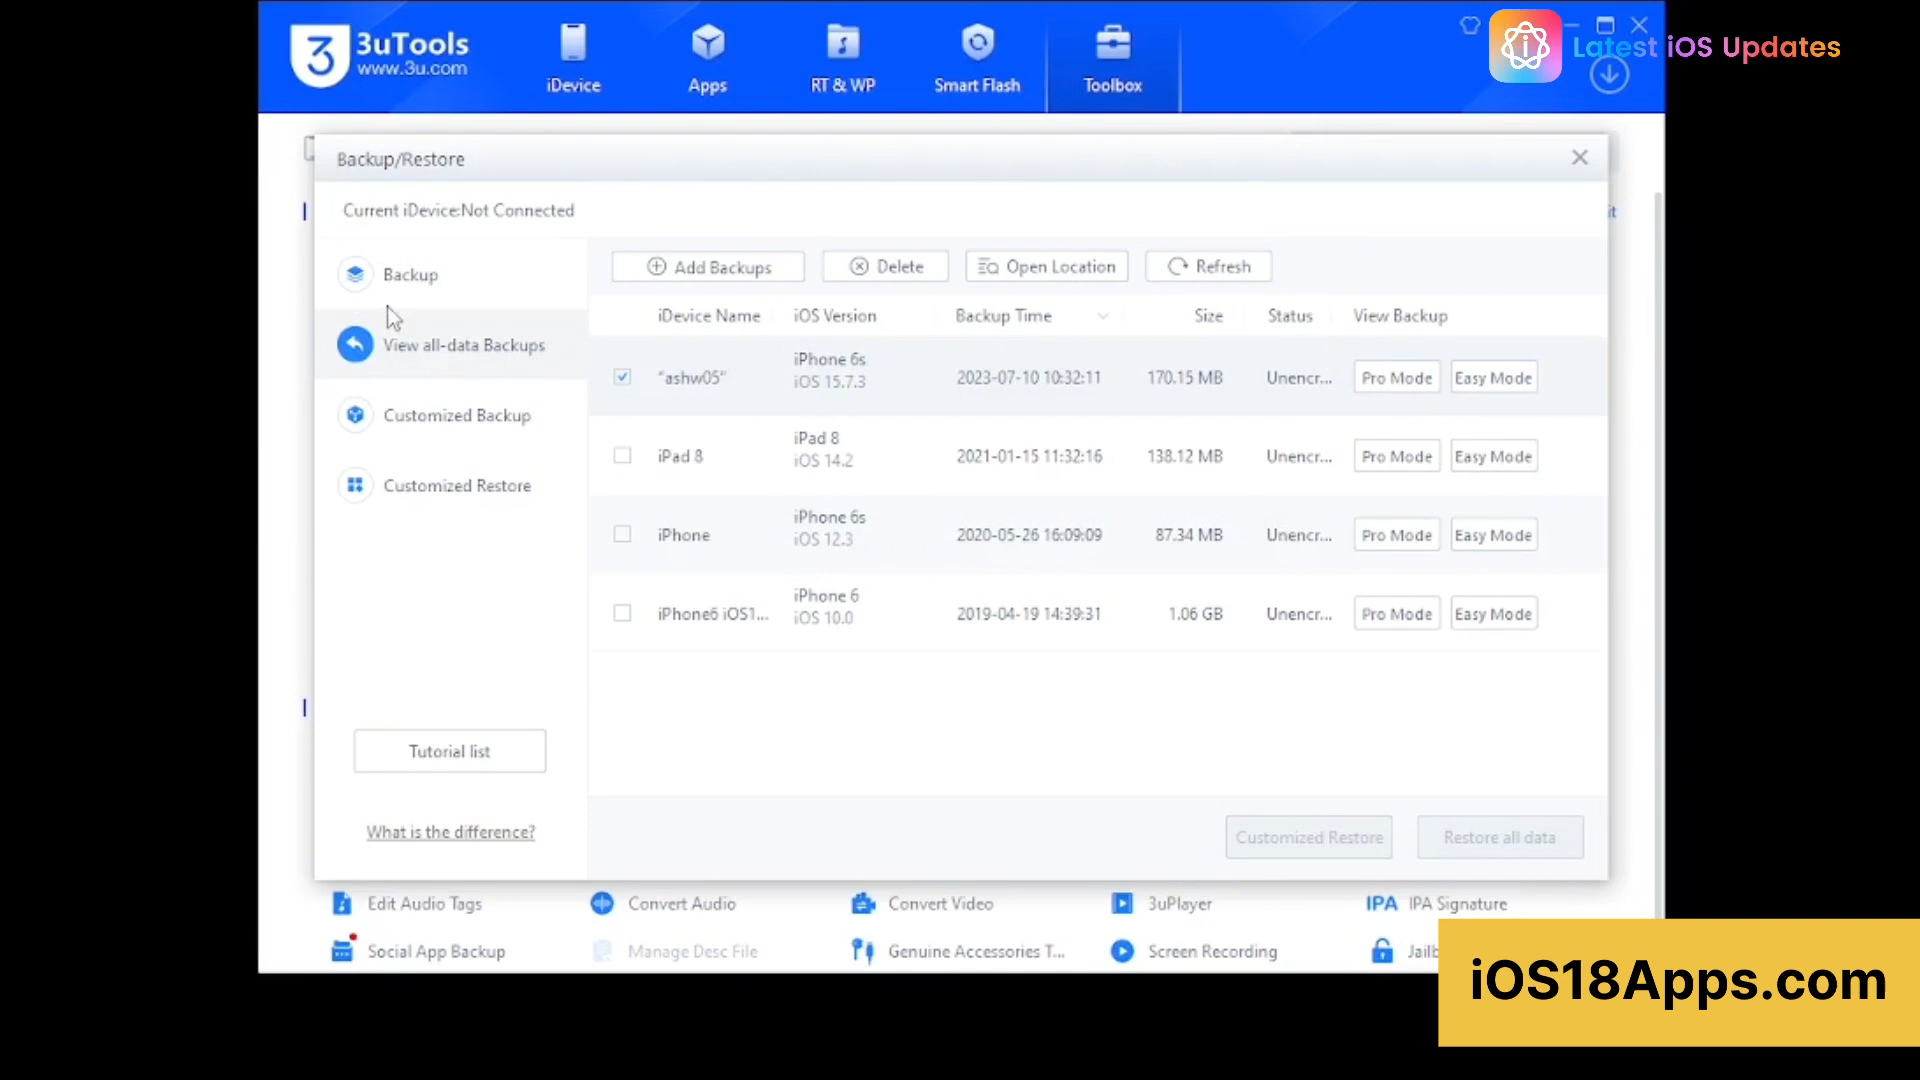 3uTools
www.3u.com
iDevice
Apps
RT & WP
Smart Flash
Toolbox
Latest iOS Updates
Backup/Restore
Current iDevice:Not Connected
Backup
View all-data Backups
Customized Backup
Customized Restore
Tutorial list
What is the difference?
Add Backups
Delete
Open Location
Refresh
iDevice Name iOS Version Backup Time Size Status View Backup
"ashw05" iPhone 6s iOS 15.7.3 2023-07-10 10:32:11 170.15 MB Unencr... Pro Mode Easy Mode
iPad 8 iPad 8 iOS 14.2 2021-01-15 11:32:16 138.12 MB Unencr... Pro Mode Easy Mode
iPhone iPhone 6s iOS 12.3 2020-05-26 16:09:09 87.34 MB Unencr... Pro Mode Easy Mode
iPhone6 iOS1... iPhone 6 iOS 10.0 2019-04-19 14:39:31 1.06 GB Unencr... Pro Mode Easy Mode
Customized Restore
Restore all data
Edit Audio Tags
Convert Audio
Convert Video
3uPlayer
IPA IPA Signature
Social App Backup
Manage Desc File
Genuine Accessories T...
Screen Recording
iOS18Apps.com